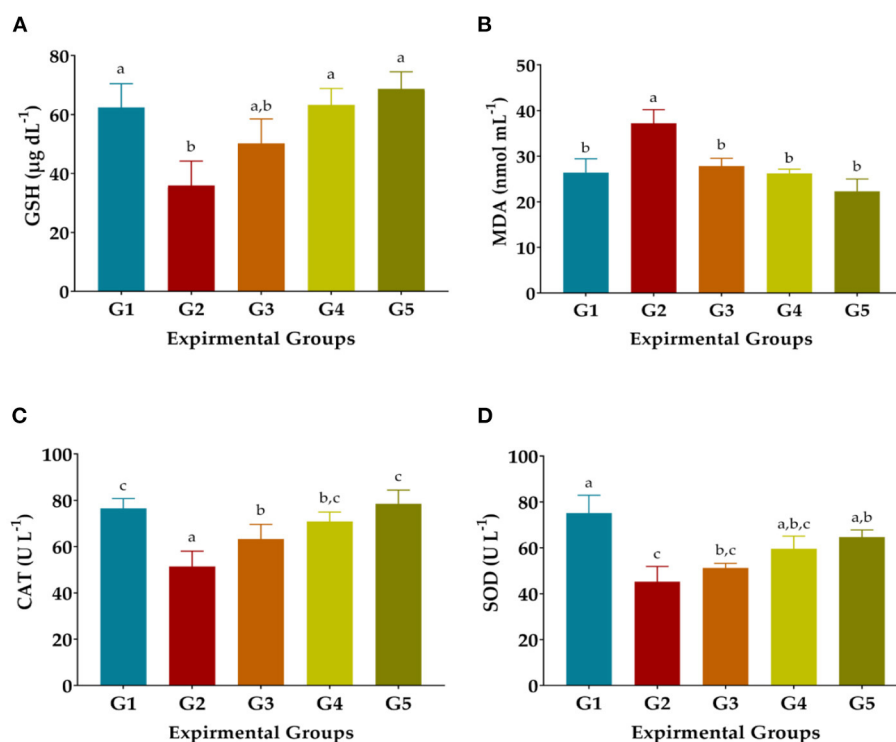 A
GSH (µg dL⁻¹)
80
60
40
20
0
a
b
a,b
a
a
G1 G2 G3 G4 G5
Expirmental Groups
B
MDA (nmol mL⁻¹)
50
40
30
20
10
0
b
a
b
b
b
G1 G2 G3 G4 G5
Expirmental Groups
C
CAT (U L⁻¹)
100
80
60
40
20
0
c
a
b
b,c
c
G1 G2 G3 G4 G5
Expirmental Groups
D
SOD (U L⁻¹)
100
80
60
40
20
0
a
c
b,c
a,b,c
a,b
G1 G2 G3 G4 G5
Expirmental Groups